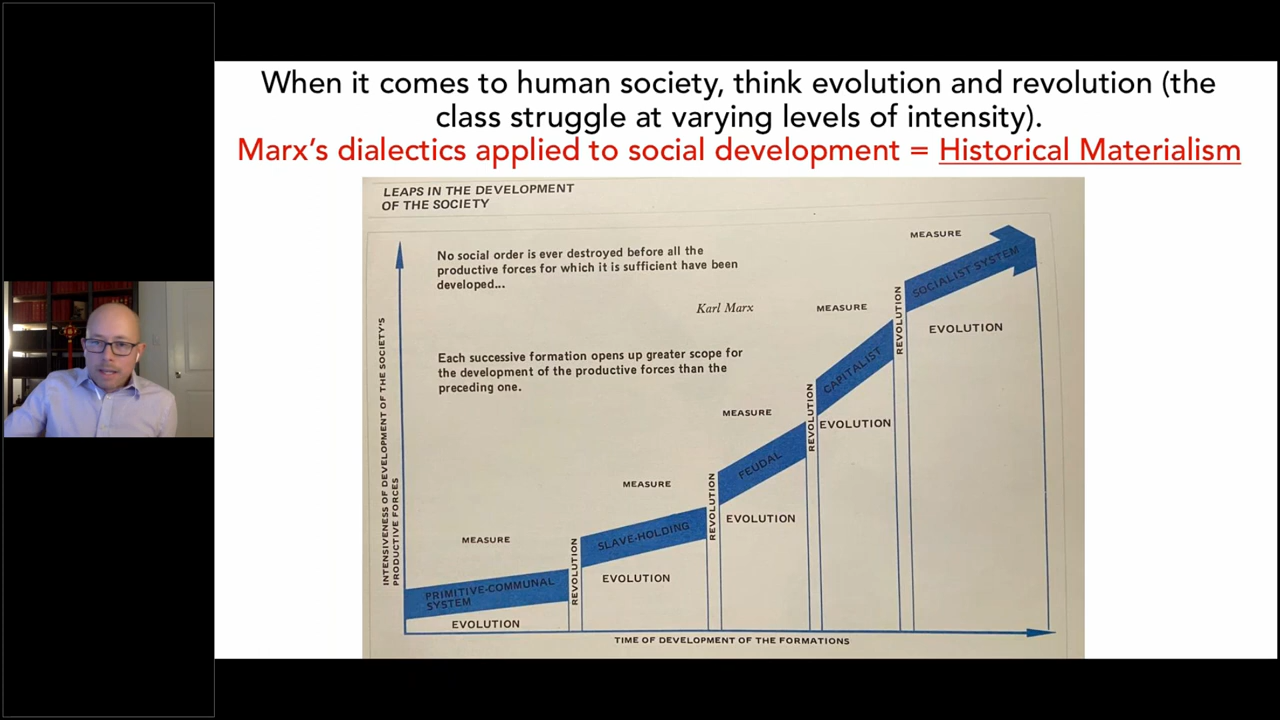 When it comes to human society, think evolution and revolution (the
class struggle at varying levels of intensity).
Marx's dialectics applied to social development = Historical Materialism
LEAPS IN THE DEVELOPMENT
OF THE SOCIETY
No social order is ever destroyed before all the
productive forces for which it is sufficient have been
developed...
Karl Marx
Each successive formation opens up greater scope for
the development of the productive forces than the
preceding one.
INTENSIVENESS OF DEVELOPMENT OF THE SOCIETY'S
PRODUCTIVE FORCES
MEASURE
PRIMITIVE-COMMUNAL
SYSTEM
EVOLUTION
REVOLUTION
MEASURE
SLAVE-HOLDING
EVOLUTION
REVOLUTION
MEASURE
FEUDAL
EVOLUTION
REVOLUTION
MEASURE
CAPITALIST
EVOLUTION
REVOLUTION
MEASURE
SOCIALIST SYSTEM
EVOLUTION
TIME OF DEVELOPMENT OF THE FORMATIONS